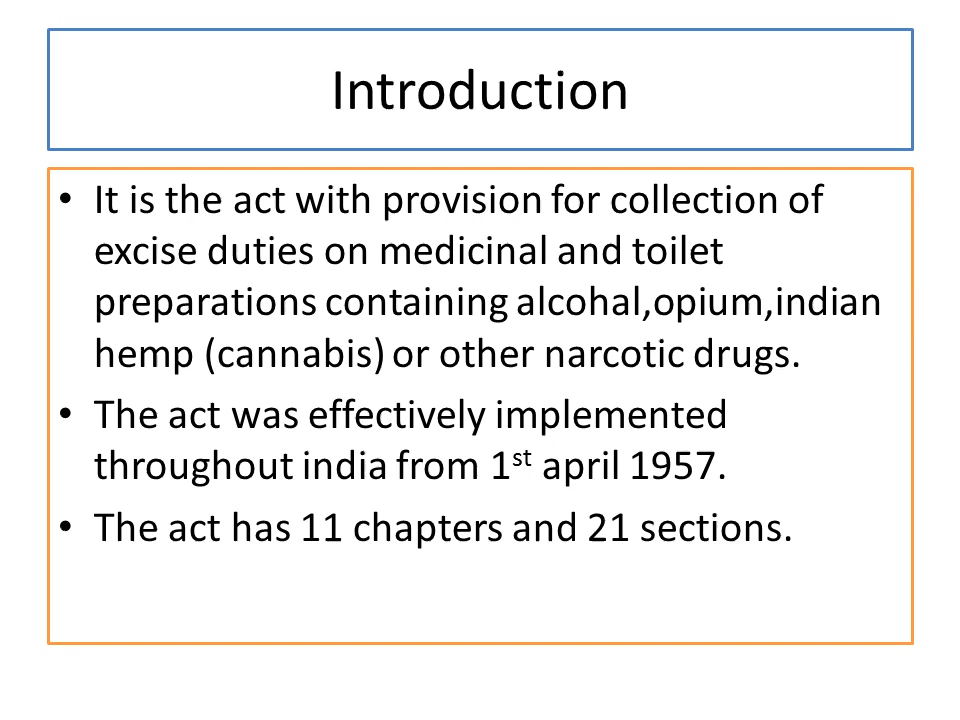 Introduction
• It is the act with provision for collection of
excise duties on medicinal and toilet
preparations containing alcohal,opium,indian
hemp (cannabis) or other narcotic drugs.
• The act was effectively implemented
throughout india from 1st april 1957.
• The act has 11 chapters and 21 sections.